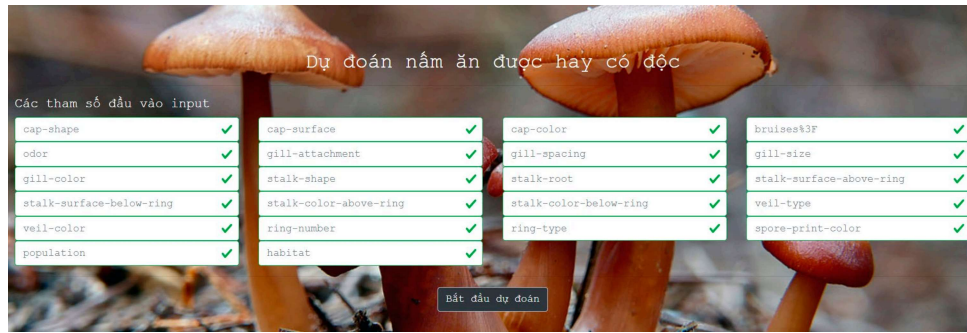 Dự đoán nấm ăn được hay có độc
Các tham số đầu vào input
cap-shape cap-surface cap-color bruises%3F
odor gill-attachment gill-spacing gill-size
gill-color stalk-shape stalk-root stalk-surface-above-ring
stalk-surface-below-ring stalk-color-above-ring stalk-color-below-ring veil-type
veil-color ring-number ring-type spore-print-color
population habitat
Bắt đầu dự đoán